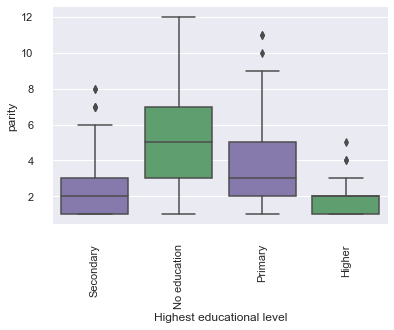 12
10
8
6
4
2
parity
Secondary
No education
Primary
Higher
Highest educational level